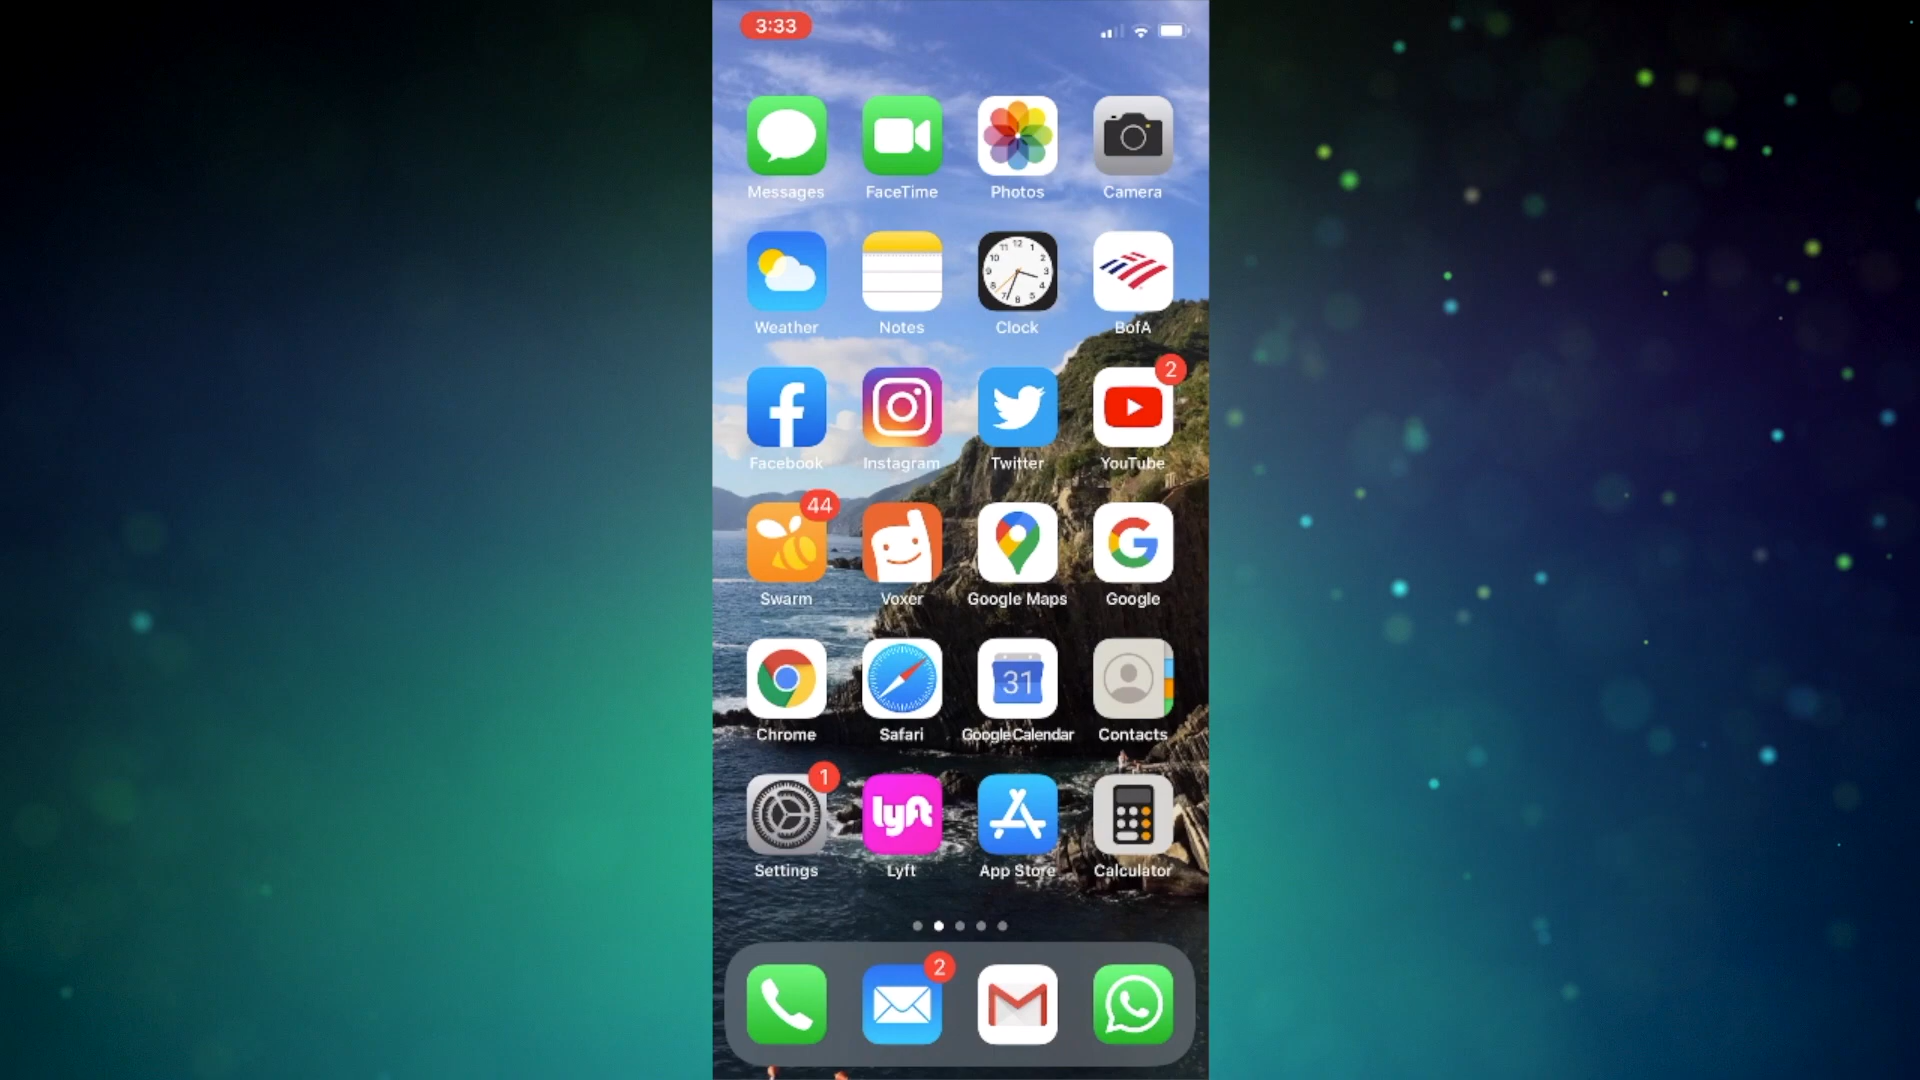 3:33
Messages FaceTime Photos Camera
Weather Notes Clock BofA
2
Facebook Instagram Twitter YouTube
44
Swarm Voxer Google Maps Google
31
Chrome Safari Google Calendar Contacts
1
lyft
Settings Lyft App Store Calculator
2